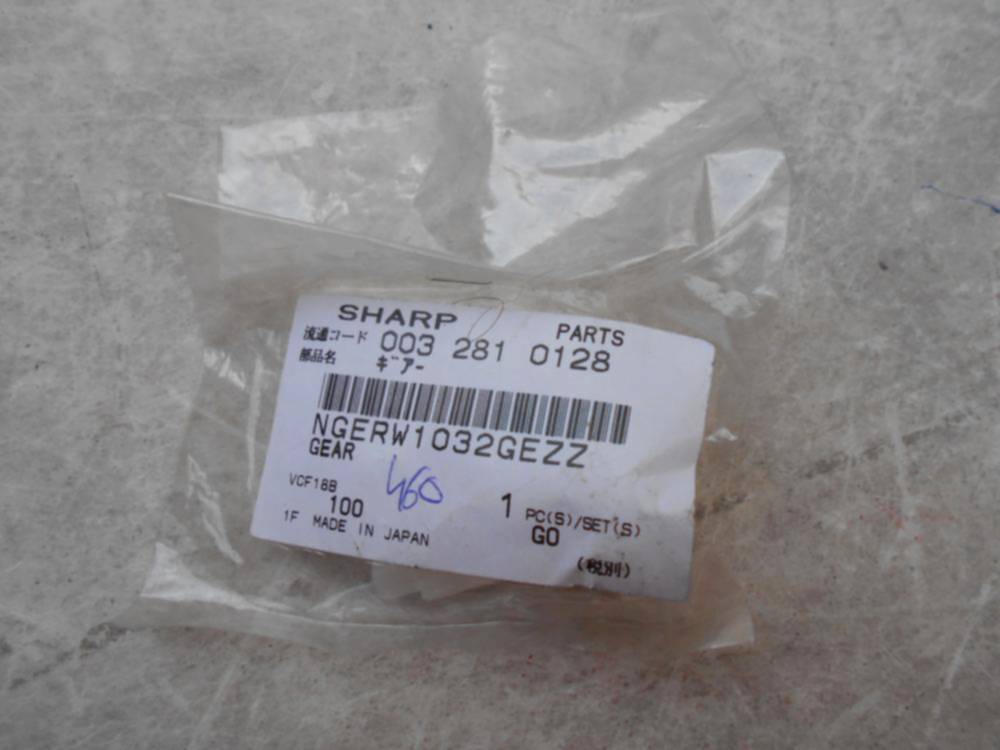 SHARP PARTS
流通コード 003 281 0128
部品名 ギアー
NGERW1032GEZZ
GEAR
460
VCF16B
100 1 PC(S)/SET(S)
1F MADE IN JAPAN GO
(税別)